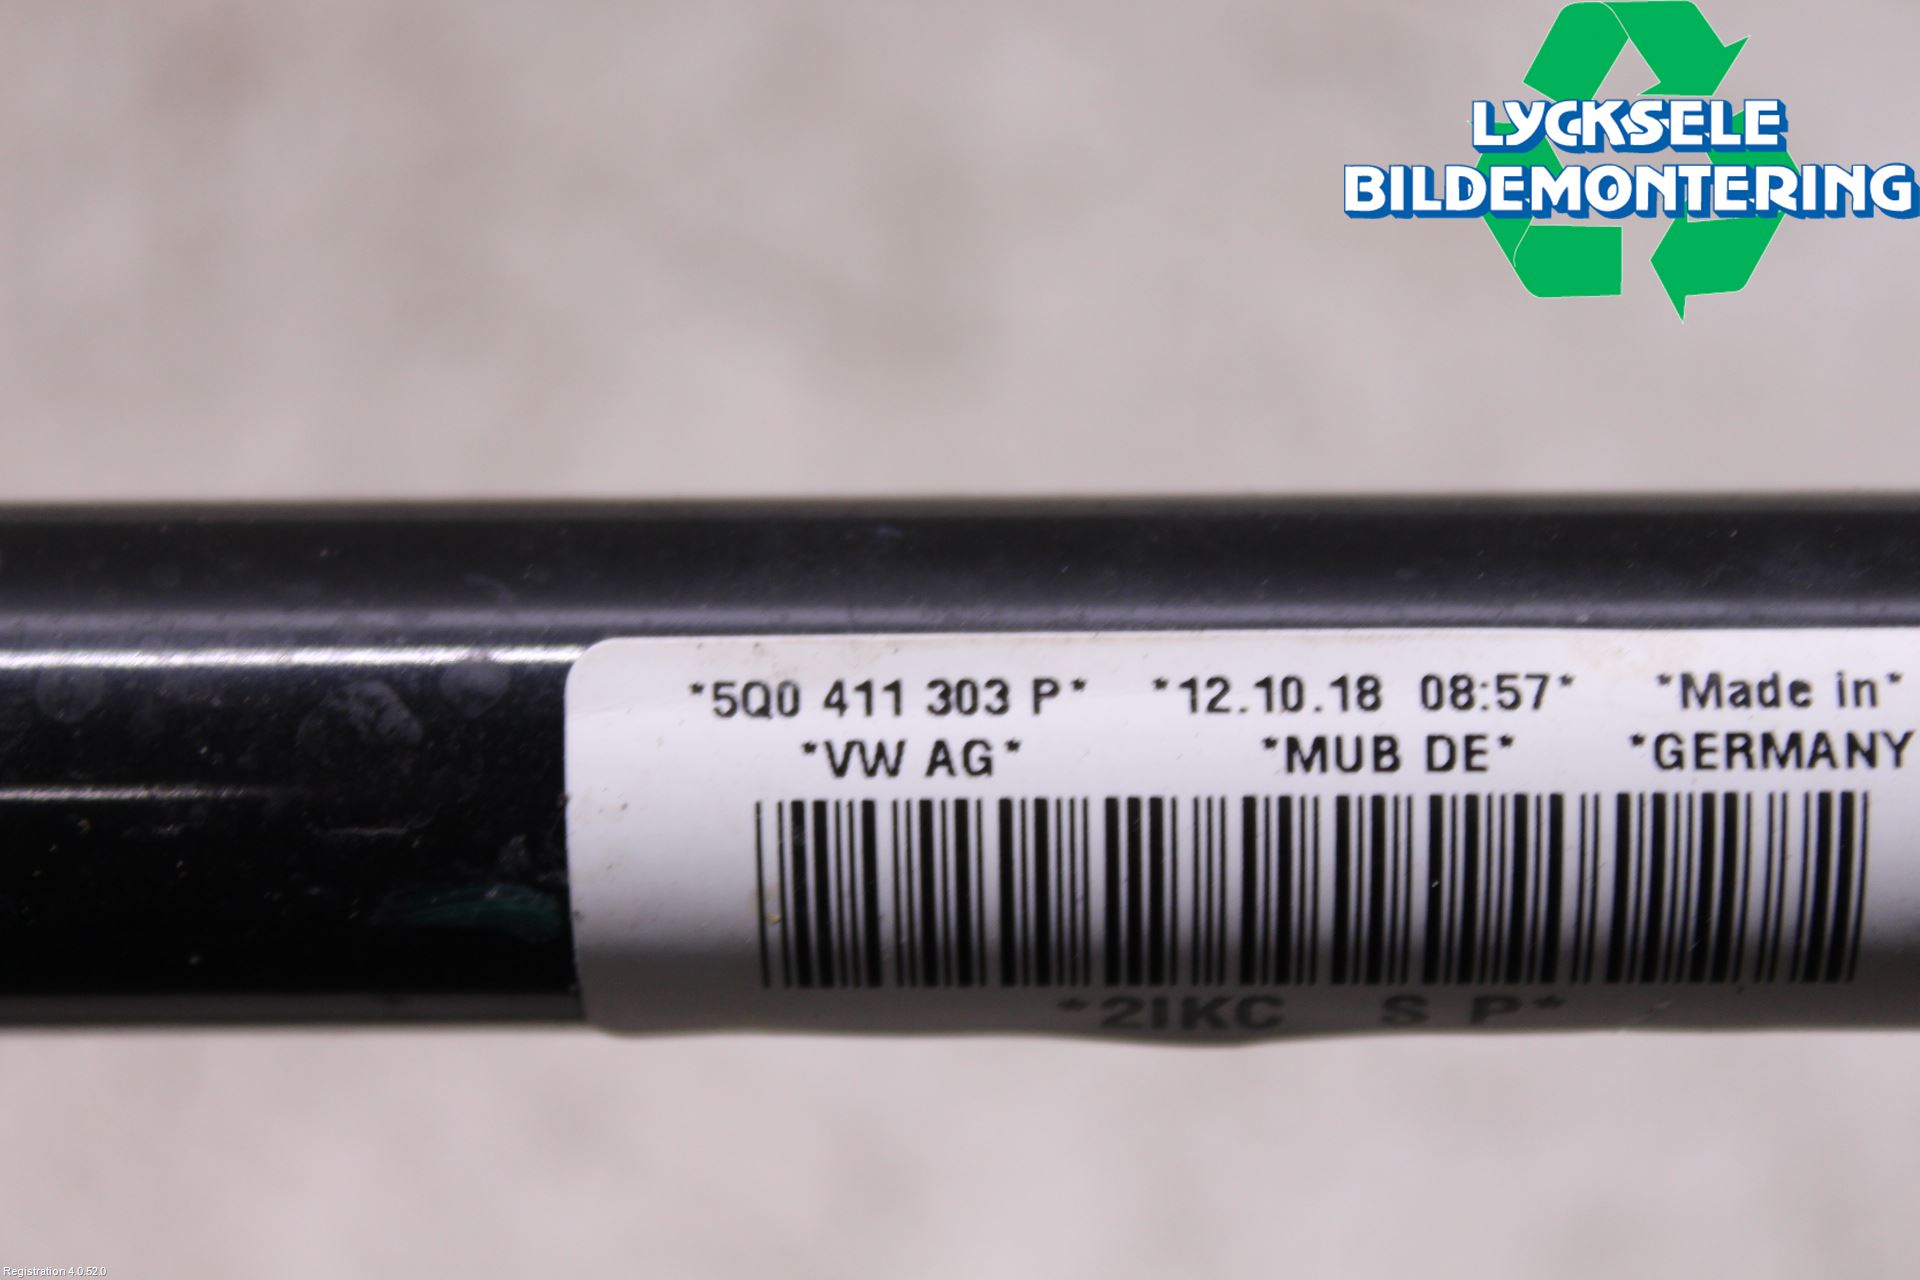 LYCKSELE
BILDEMONTERING
*5Q0 411 303 P* *12.10.18 08:57* *Made in*
*VW AG* *MUB DE* *GERMANY
*2IKC S P*
Registration 4.0.52.0